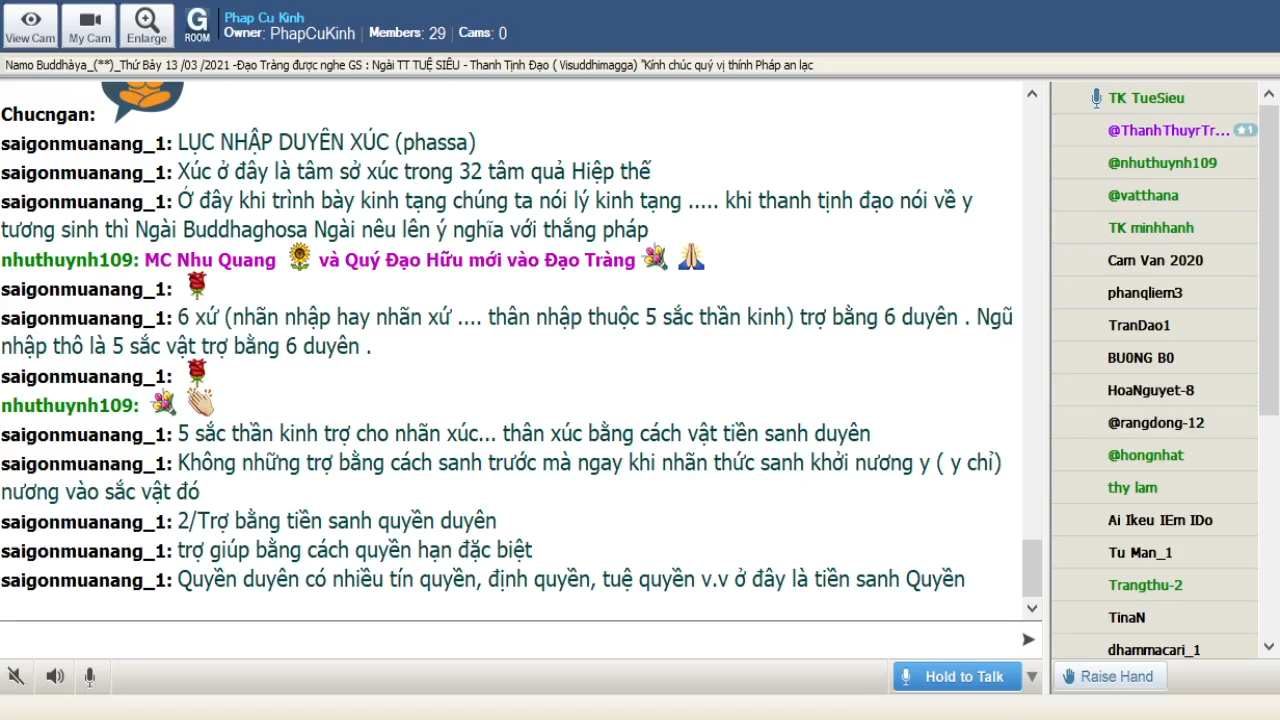 View Cam
My Cam
Enlarge
G
ROOM
Phap Cu Kinh
Owner: PhapCuKinh | Members: 29 | Cams: 0
Namo Buddhàya_(**)_Thứ Bảy 13 /03 /2021 -Đạo Tràng được nghe GS : Ngài TT TUỆ SIÊU - Thanh Tịnh Đạo ( Visuddhimagga) "Kính chúc quý vị thính Pháp an lạc
Chucngan:
saigonmuanang_1: LỤC NHẬP DUYÊN XÚC (phassa)
saigonmuanang_1: Xúc ở đây là tâm sở xúc trong 32 tâm quả Hiệp thế
saigonmuanang_1: Ở đây khi trình bày kinh tạng chúng ta nói lý kinh tạng ..... khi thanh tịnh đạo nói về y
tương sinh thì Ngài Buddhaghosa Ngài nêu lên ý nghĩa với thắng pháp
nhuthuynh109: MC Nhu Quang và Quý Đạo Hữu mới vào Đạo Tràng
saigonmuanang_1:
saigonmuanang_1: 6 xứ (nhãn nhập hay nhãn xứ .... thân nhập thuộc 5 sắc thần kinh) trợ bằng 6 duyên . Ngũ
nhập thô là 5 sắc vật trợ bằng 6 duyên .
saigonmuanang_1:
nhuthuynh109:
saigonmuanang_1: 5 sắc thần kinh trợ cho nhãn xúc... thân xúc bằng cách vật tiền sanh duyên
saigonmuanang_1: Không những trợ bằng cách sanh trước mà ngay khi nhãn thức sanh khởi nương y ( y chỉ)
nương vào sắc vật đó
saigonmuanang_1: 2/Trợ bằng tiền sanh quyền duyên
saigonmuanang_1: trợ giúp bằng cách quyền hạn đặc biệt
saigonmuanang_1: Quyền duyên có nhiều tín quyền, định quyền, tuệ quyền v.v ở đây là tiền sanh Quyền
TK TueSieu
@ThanhThuyrTr... ★1
@nhuthuynh109
@vatthana
TK minhhanh
Cam Van 2020
phanqliem3
TranDao1
BU0NG B0
HoaNguyet-8
@rangdong-12
@hongnhat
thy lam
Ai Ikeu IEm IDo
Tu Man_1
Trangthu-2
TinaN
dhammacari_1
Hold to Talk
Raise Hand